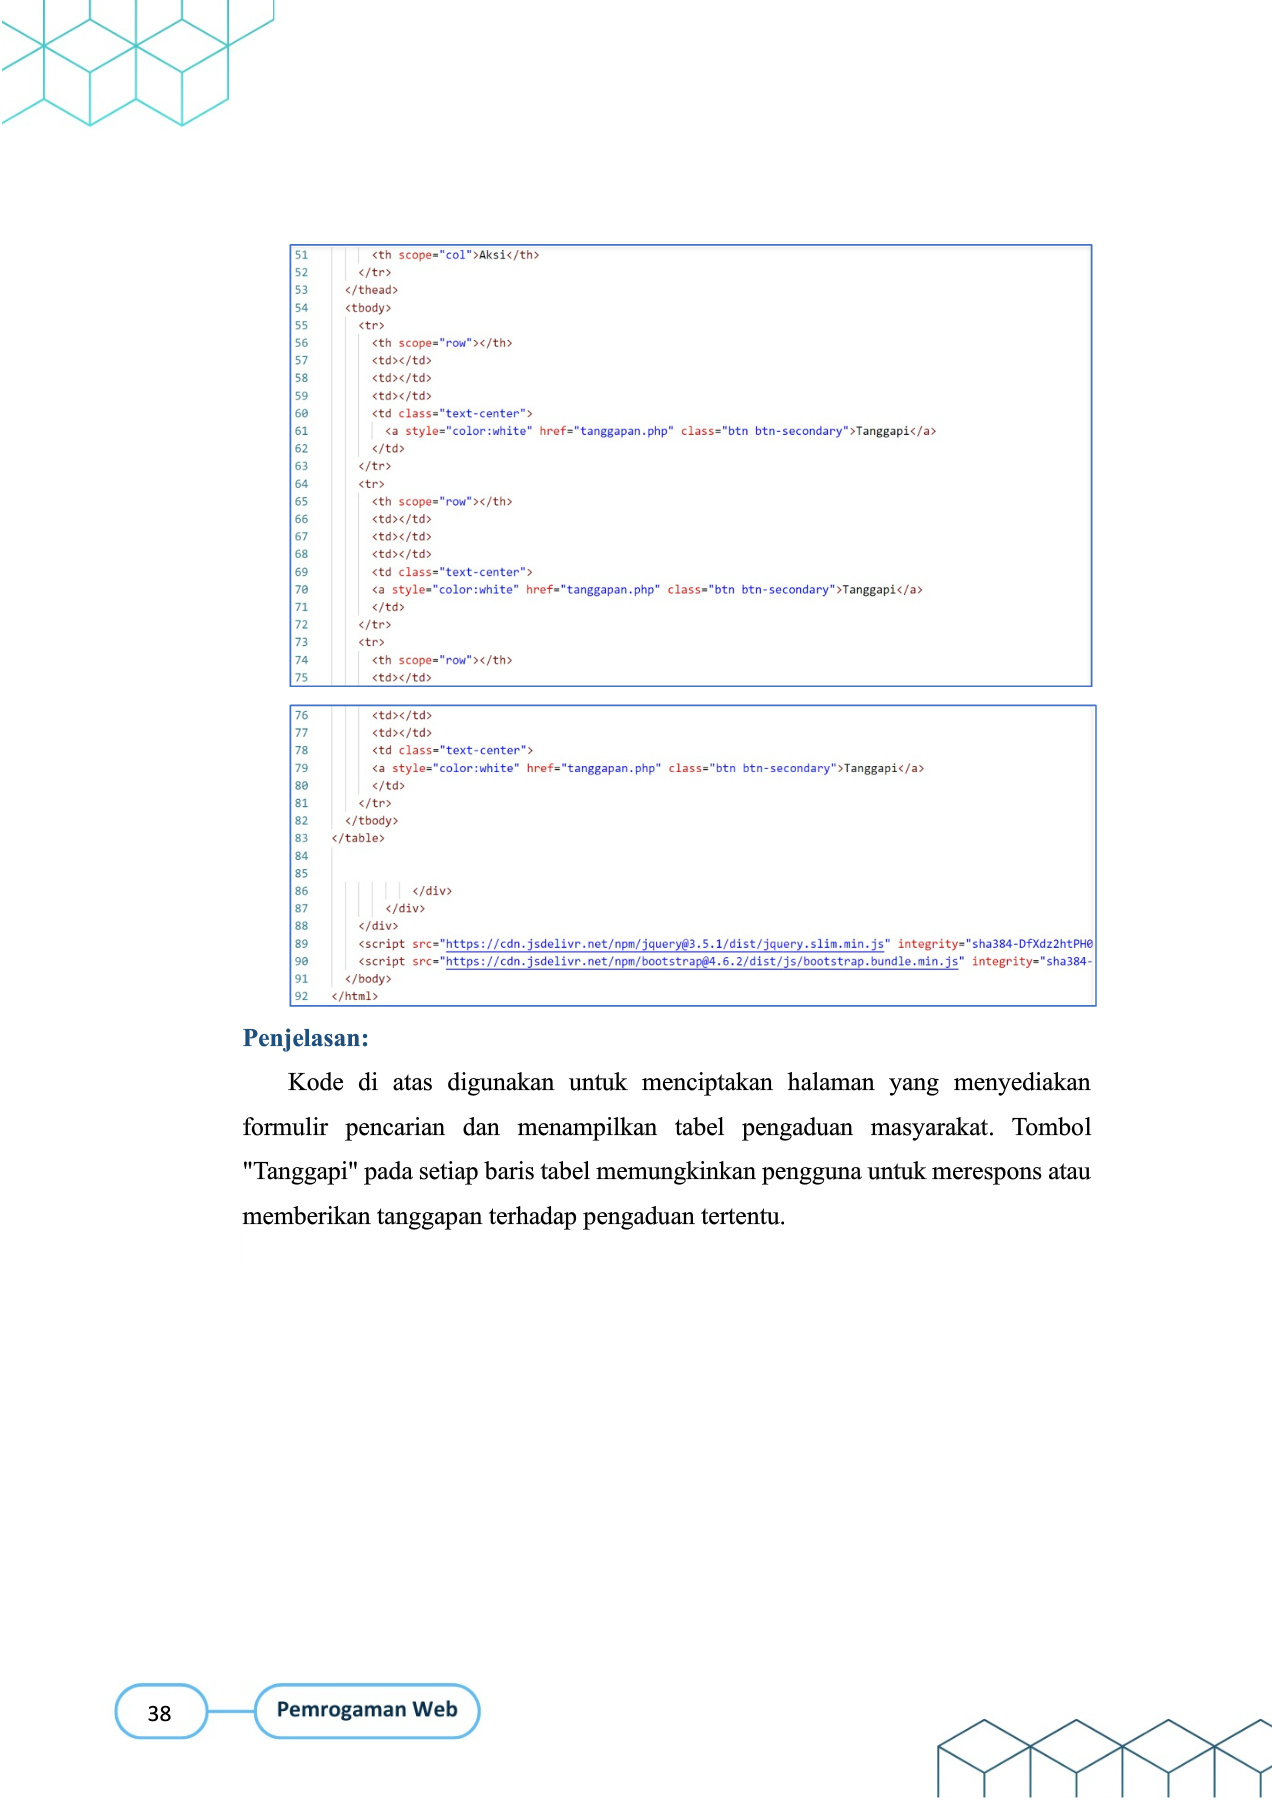 51 <th scope="col">Aksi</th>
52 </tr>
53 </thead>
54 <tbody>
55 <tr>
56 <th scope="row"></th>
57 <td></td>
58 <td></td>
59 <td></td>
60 <td class="text-center">
61 <a style="color:white" href="tanggapan.php" class="btn btn-secondary">Tanggapi</a>
62 </td>
63 </tr>
64 <tr>
65 <th scope="row"></th>
66 <td></td>
67 <td></td>
68 <td></td>
69 <td class="text-center">
70 <a style="color:white" href="tanggapan.php" class="btn btn-secondary">Tanggapi</a>
71 </td>
72 </tr>
73 <tr>
74 <th scope="row"></th>
75 <td></td>
76 <td></td>
77 <td></td>
78 <td class="text-center">
79 <a style="color:white" href="tanggapan.php" class="btn btn-secondary">Tanggapi</a>
80 </td>
81 </tr>
82 </tbody>
83 </table>
84
85
86 </div>
87 </div>
88 </div>
89 <script src="https://cdn.jsdelivr.net/npm/jquery@3.5.1/dist/jquery.slim.min.js" integrity="sha384-DfXdz2htPH0
90 <script src="https://cdn.jsdelivr.net/npm/bootstrap@4.6.2/dist/js/bootstrap.bundle.min.js" integrity="sha384-
91 </body>
92 </html>
Penjelasan:
Kode di atas digunakan untuk menciptakan halaman yang menyediakan
formulir pencarian dan menampilkan tabel pengaduan masyarakat. Tombol
"Tanggapi" pada setiap baris tabel memungkinkan pengguna untuk merespons atau
memberikan tanggapan terhadap pengaduan tertentu.
38
Pemrogaman Web